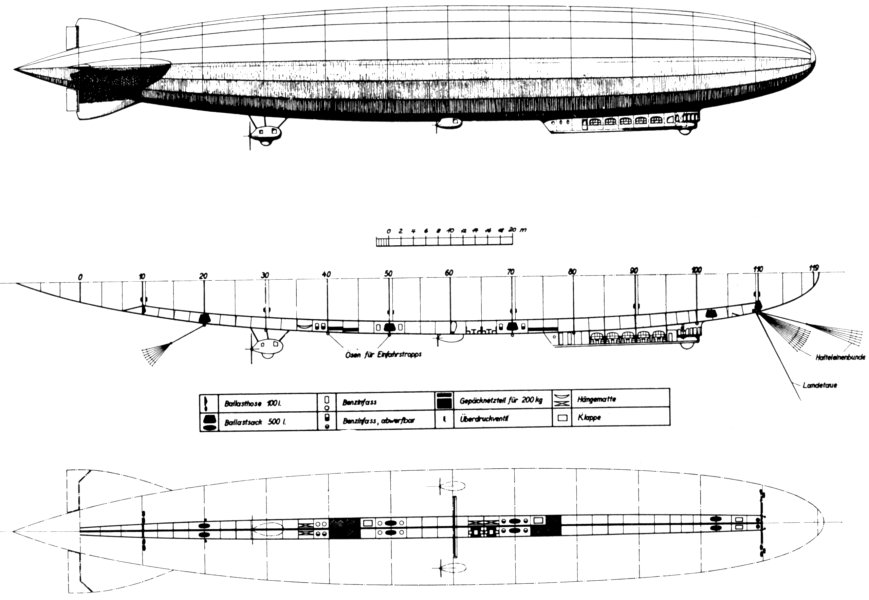 0 2 4 6 8 10 12 14 16 18 20 m
0 10 20 30 40 50 60 70 80 90 100 110 119
Ösen für Einfahrstropps
Halteleinenbunde
Landetaue
Ballasthose 100 l.
Benzinfass
Gepäcknetzteil für 200 kg
Hängematte
Ballastsack 500 l.
Benzinfass, abwerfbar
Überdruckventil
Klappe